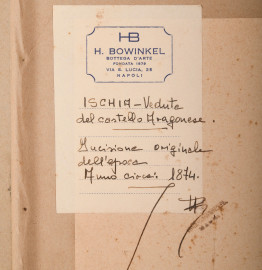 HB
H. BOWINKEL
BOTTEGA D'ARTE
FONDATA 1879
VIA S. LUCIA, 25
NAPOLI
ISCHIA - Veduta
del castello Aragonese.
Incisione originale
dell'epoca
Anno circa: 1874.